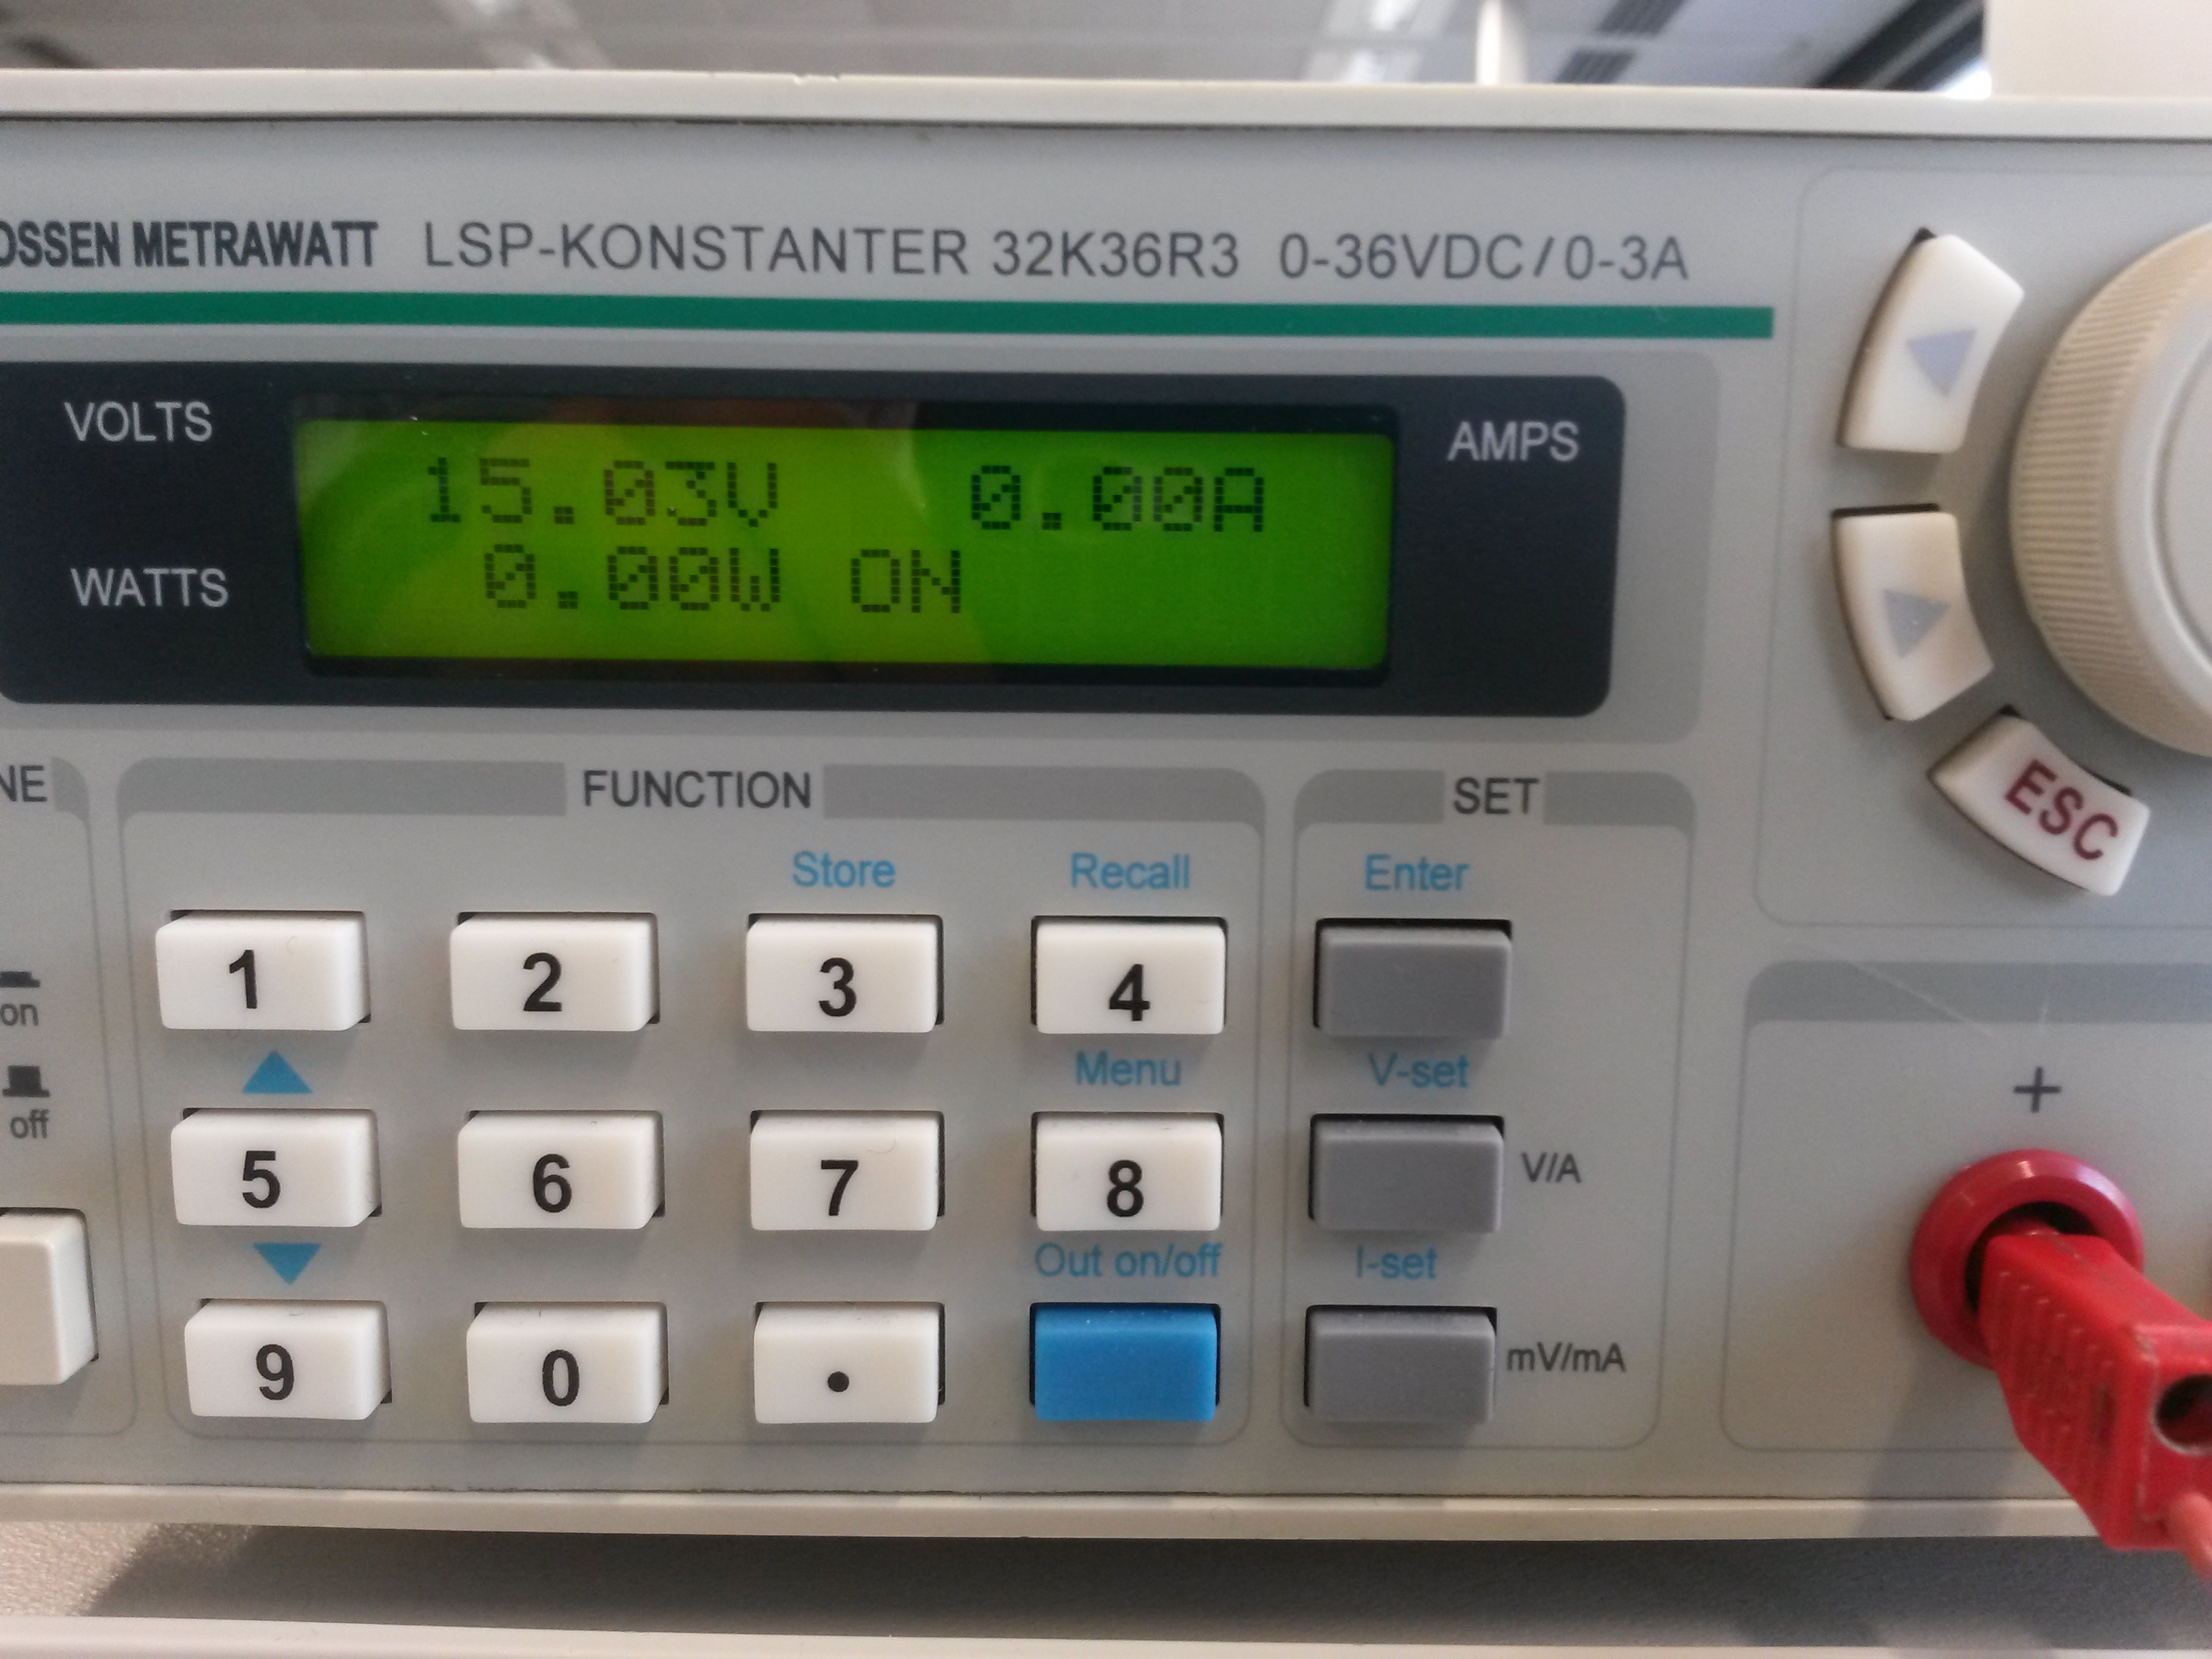 OSSEN METRAWATT LSP-KONSTANTER 32K36R3 0-36VDC/0-3A
VOLTS
15.03V 0.00A
AMPS
WATTS
0.00W ON
ESC
NE
FUNCTION
SET
Store Recall Enter
1 2 3 4
on
Menu V-set
off
5 6 7 8 V/A
Out on/off I-set
9 0 . mV/mA
+